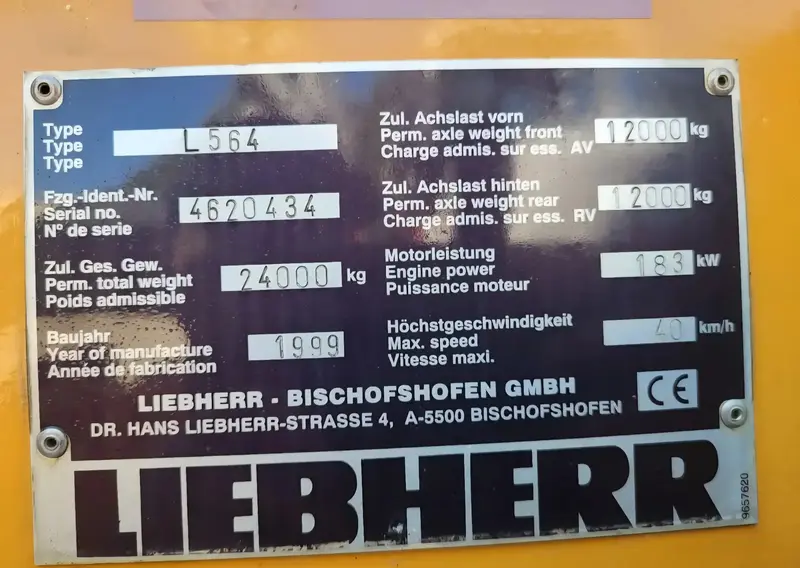 Type
Type
Type
L564
Fzg.-Ident.-Nr.
Serial no.
N° de serie
4620434
Zul. Ges. Gew.
Perm. total weight
Poids admissible
24000 kg
Baujahr
Year of manufacture
Année de fabrication
1999
Zul. Achslast vorn
Perm. axle weight front
Charge admis. sur ess. AV
12000 kg
Zul. Achslast hinten
Perm. axle weight rear
Charge admis. sur ess. RV
12000 kg
Motorleistung
Engine power
Puissance moteur
183 kW
Höchstgeschwindigkeit
Max. speed
Vitesse maxi.
40 km/h
LIEBHERR - BISCHOFSHOFEN GMBH
DR. HANS LIEBHERR-STRASSE 4, A-5500 BISCHOFSHOFEN
CE
LIEBHERR
9657620